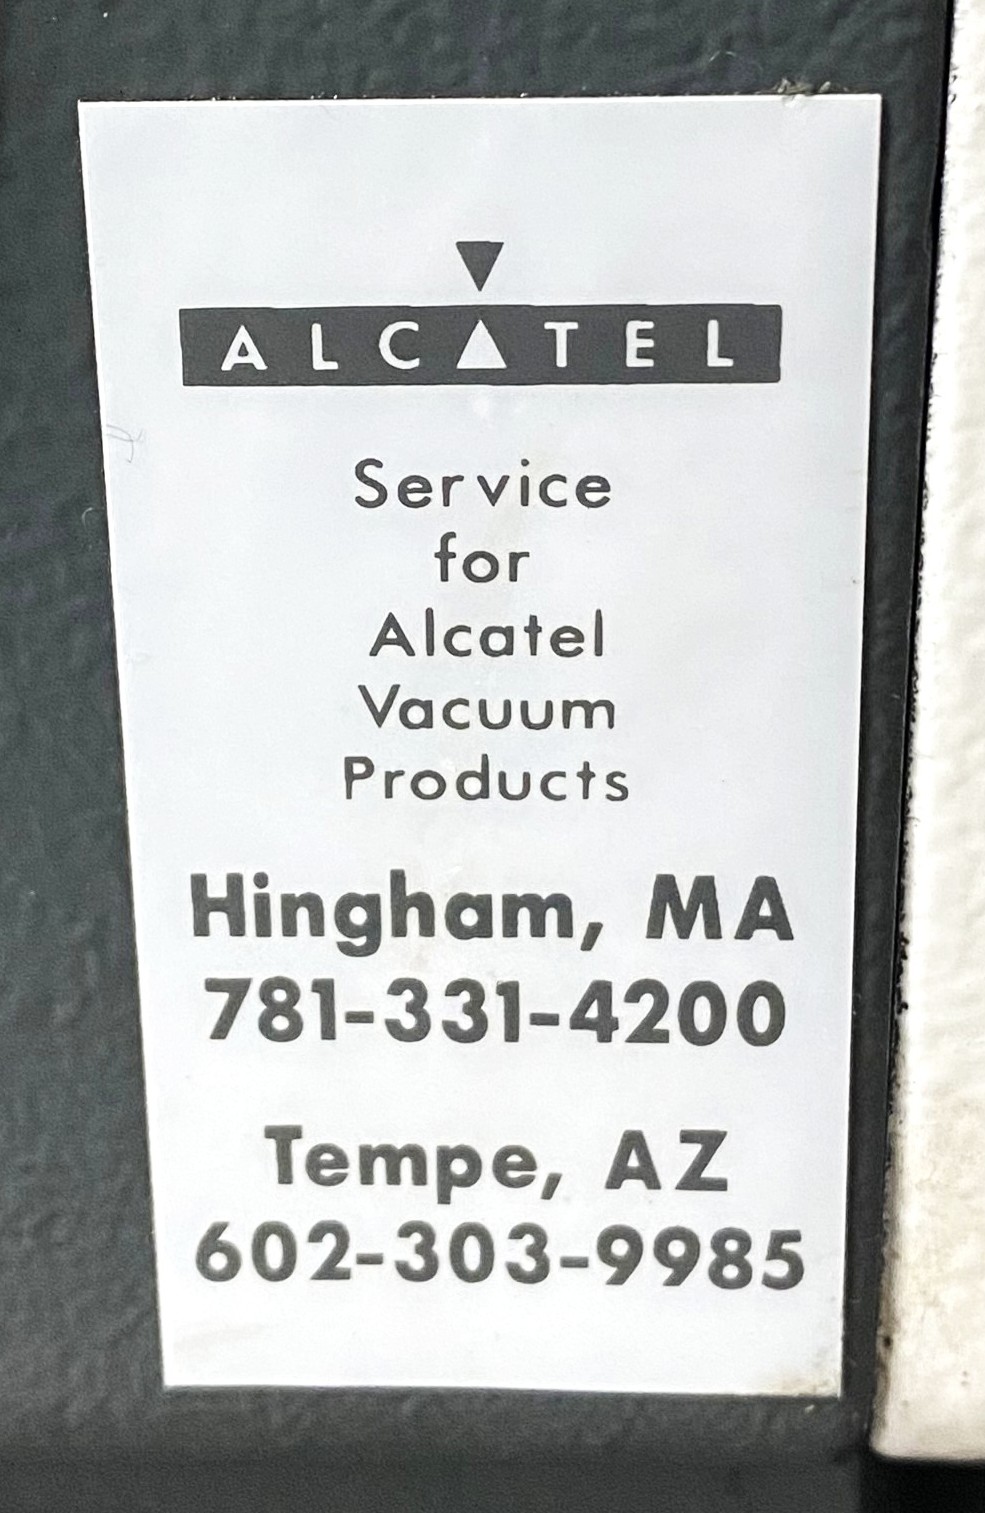 ALCATEL
Service
for
Alcatel
Vacuum
Products
Hingham, MA
781-331-4200
Tempe, AZ
602-303-9985